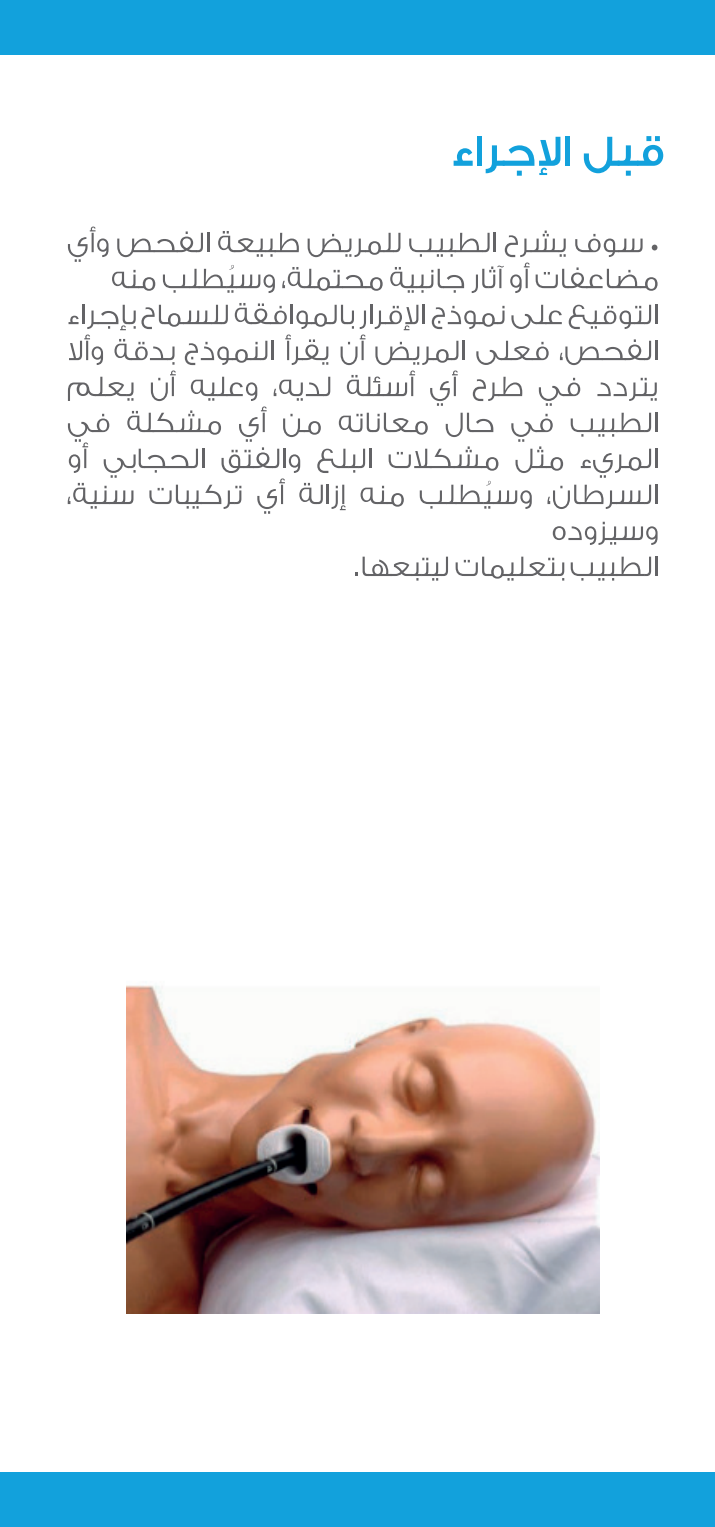 قبل الإجراء
• سوف يشرح الطبيب للمريض طبيعة الفحص وأي
مضاعفات أو آثار جانبية محتملة، وسيُطلب منه
التوقيع على نموذج الإقرار بالموافقة للسماح بإجراء
الفحص، فعلى المريض أن يقرأ النموذج بدقة وألا
يتردد في طرح أي أسئلة لديه، وعليه أن يعلم
الطبيب في حال معاناته من أي مشكلة في
المريء مثل مشكلات البلع والفتق الحجابي أو
السرطان، وسيُطلب منه إزالة أي تركيبات سنية،
وسيزوده
الطبيب بتعليمات ليتبعها.